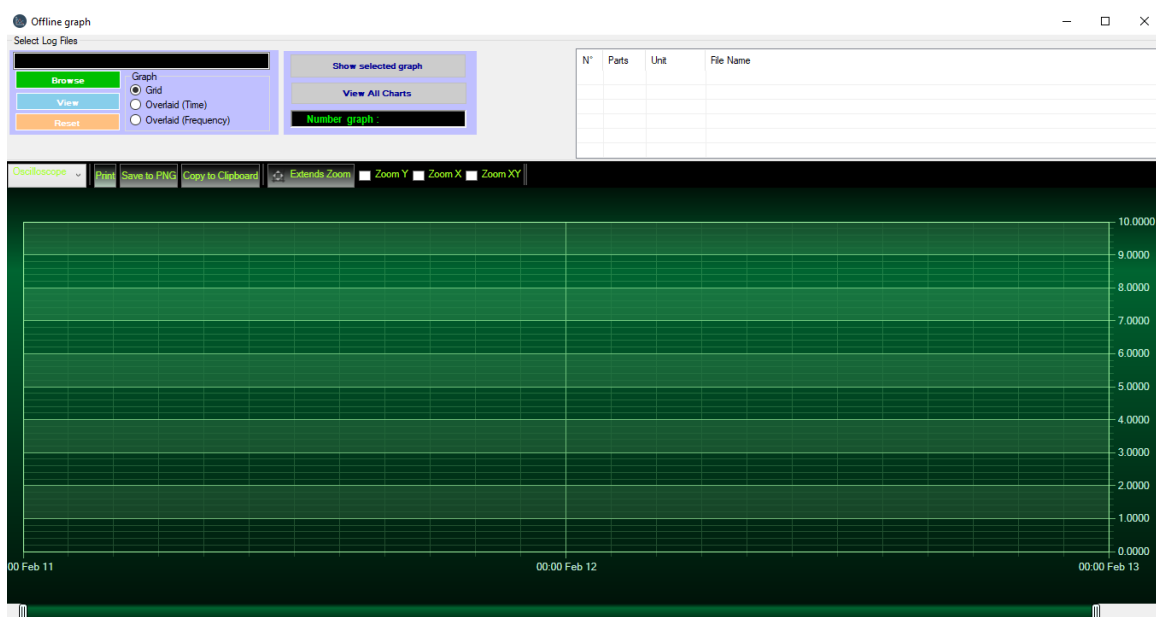 Offline graph
Select Log Files
Browse
View
Reset
Graph
Grid
Overlaid (Time)
Overlaid (Frequency)
Show selected graph
View All Charts
Number graph :
N° Parts Unit File Name
Oscilloscope Print Save to PNG Copy to Clipboard Extends Zoom Zoom Y Zoom X Zoom XY
10.0000
9.0000
8.0000
7.0000
6.0000
5.0000
4.0000
3.0000
2.0000
1.0000
0.0000
00 Feb 11 00:00 Feb 12 00:00 Feb 13